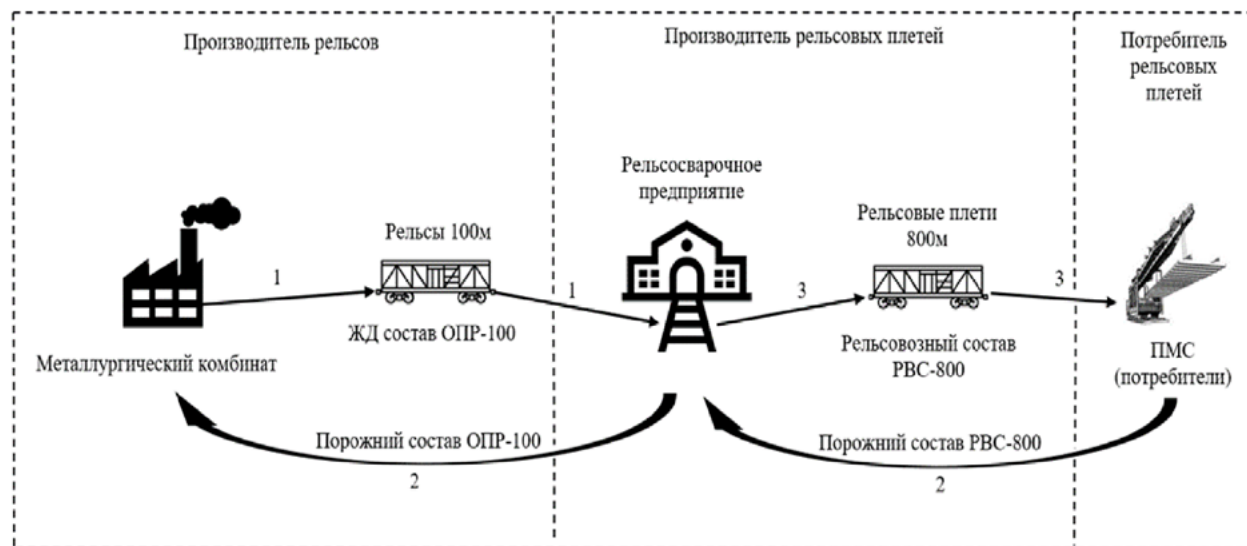 Производитель рельсов
Производитель рельсовых плетей
Потребитель
рельсовых
плетей
Рельсосварочное
предприятие
Рельсы 100м
Рельсовые плети
800м
1
1
3
3
ЖД состав ОПР-100
Металлургический комбинат
Рельсовозный состав
РВС-800
ПМС
(потребители)
Порожний состав ОПР-100
2
Порожний состав РВС-800
2